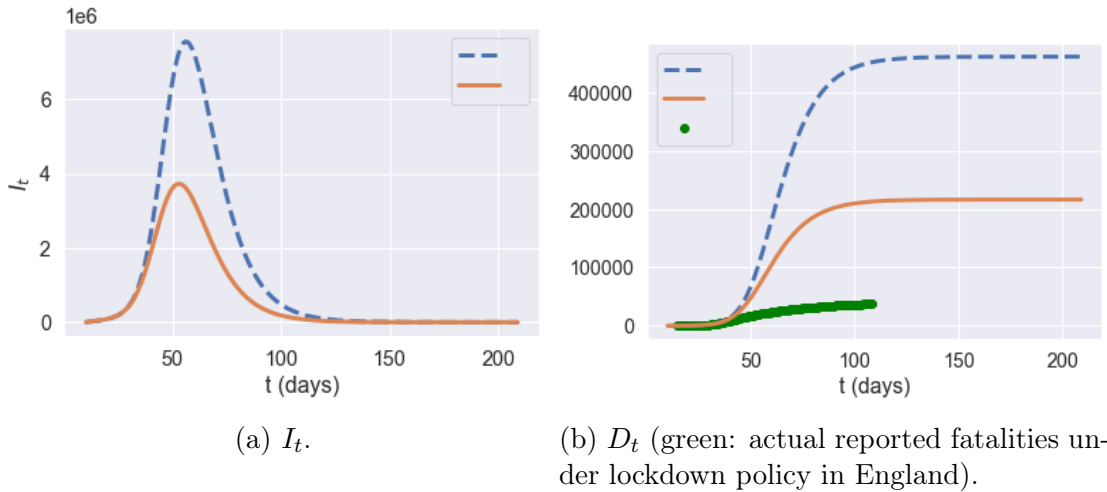 1e6
6
4
2
0
I_t
50
100
150
200
t (days)
(a) I_t.
400000
300000
200000
100000
0
50
100
150
200
t (days)
(b) D_t (green: actual reported fatalities un-
der lockdown policy in England).